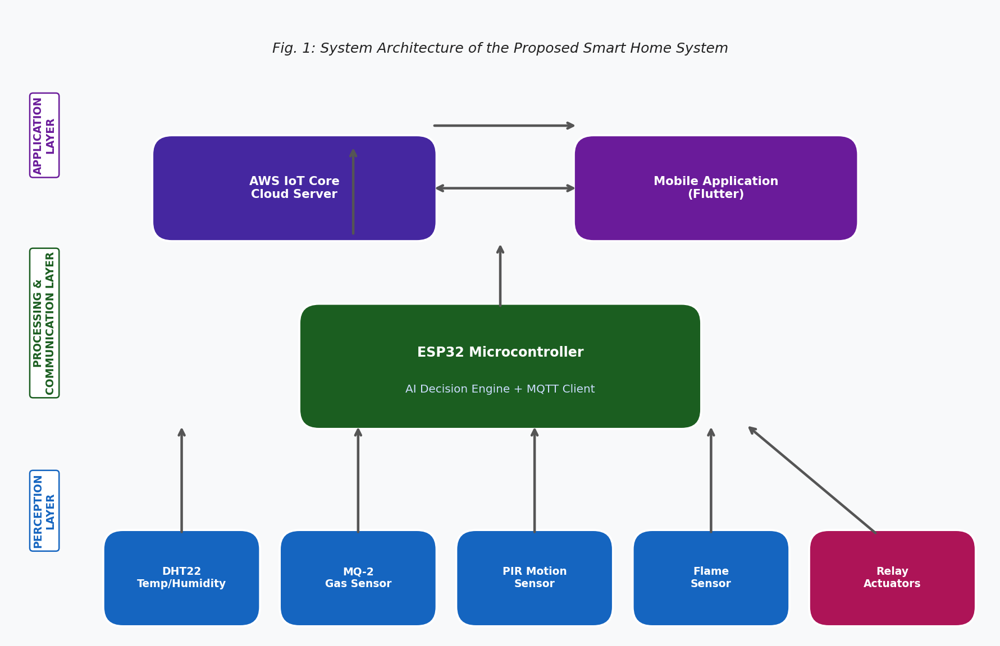 Fig. 1: System Architecture of the Proposed Smart Home System
APPLICATION
LAYER
AWS IoT Core
Cloud Server
Mobile Application
(Flutter)
PROCESSING &
COMMUNICATION LAYER
ESP32 Microcontroller
AI Decision Engine + MQTT Client
PERCEPTION
LAYER
DHT22
Temp/Humidity
MQ-2
Gas Sensor
PIR Motion
Sensor
Flame
Sensor
Relay
Actuators